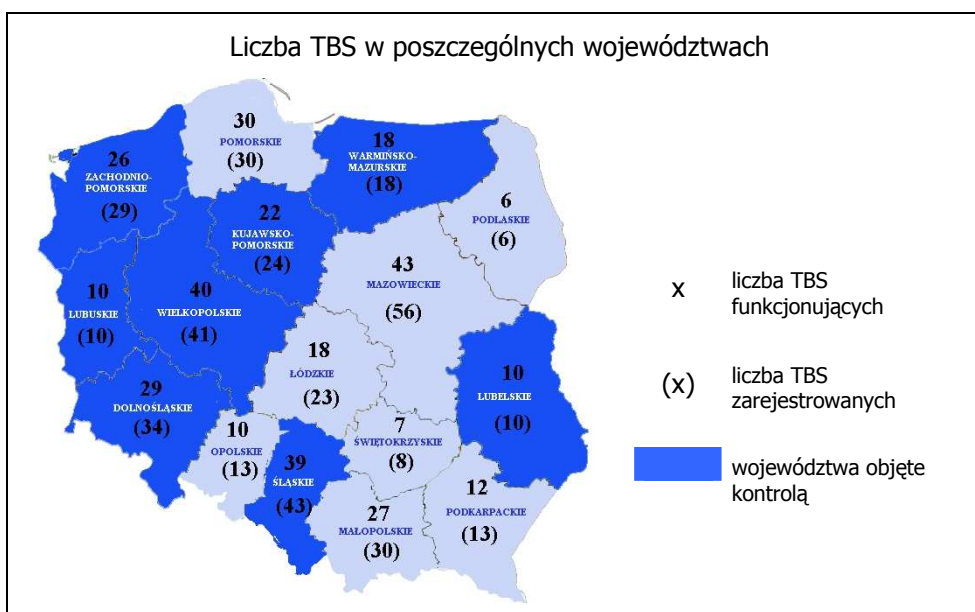 Liczba TBS w poszczególnych województwach
30
POMORSKIE
(30)
18
WARMIŃSKO-
MAZURSKIE
(18)
26
ZACHODNIO-
POMORSKIE
(29)
6
PODLASKIE
(6)
22
KUJAWSKO-
POMORSKIE
(24)
43
MAZOWIECKIE
(56)
10
LUBUSKIE
(10)
40
WIELKOPOLSKIE
(41)
18
ŁÓDZKIE
(23)
10
LUBELSKIE
(10)
29
DOLNOŚLĄSKIE
(34)
10
OPOLSKIE
(13)
39
ŚLĄSKIE
(43)
7
ŚWIĘTOKRZYSKIE
(8)
27
MAŁOPOLSKIE
(30)
12
PODKARPACKIE
(13)
x liczba TBS
funkcjonujących
(x) liczba TBS
zarejestrowanych
województwa objęte
kontrolą